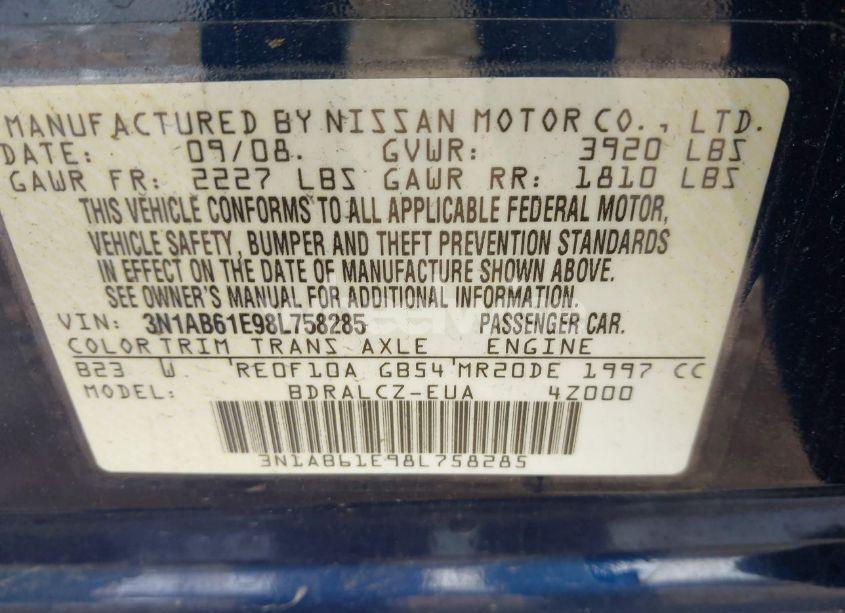 MANUFACTURED BY NISSAN MOTOR CO., LTD.
DATE: 09/08. GVWR: 3920 LBS
GAWR FR: 2227 LBS GAWR RR: 1810 LBS
THIS VEHICLE CONFORMS TO ALL APPLICABLE FEDERAL MOTOR,
VEHICLE SAFETY, BUMPER AND THEFT PREVENTION STANDARDS
IN EFFECT ON THE DATE OF MANUFACTURE SHOWN ABOVE.
SEE OWNER'S MANUAL FOR ADDITIONAL INFORMATION.
VIN: 3N1AB61E98L758285 PASSENGER CAR.
COLOR TRIM TRANS AXLE ENGINE
B23 W RE0F10A GB54 MR20DE 1997 CC
MODEL: BDRALCZ-EUA 4Z000
3N1AB61E98L758285